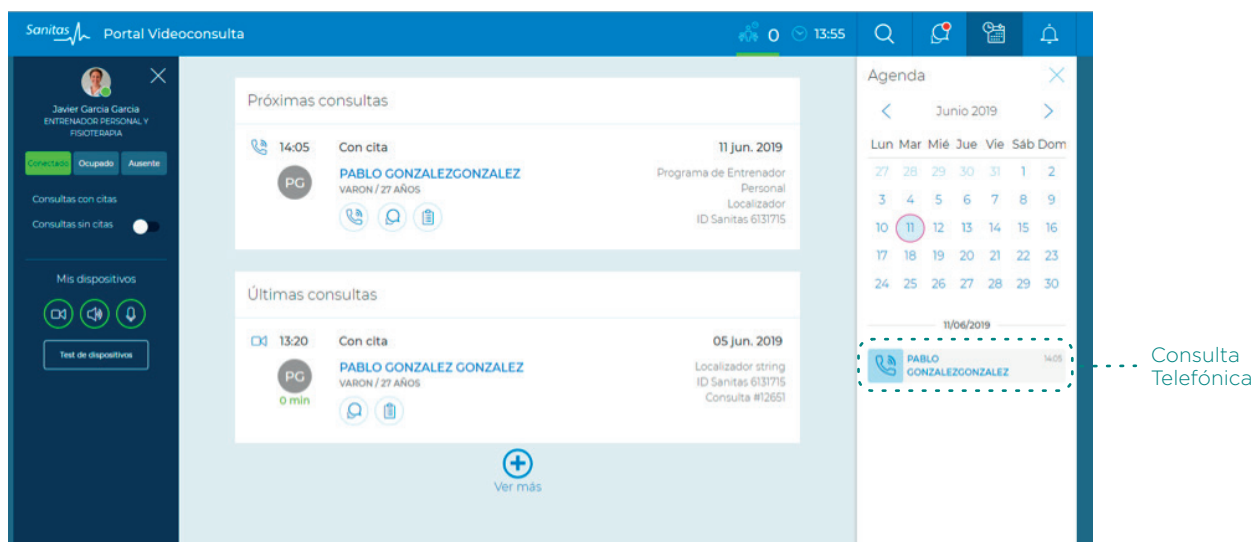 Sanitas Portal Videoconsulta
0 13:55
Javier Garcia Garcia
ENTRENADOR PERSONAL Y
FISIOTERAPIA
Conectado Ocupado Ausente
Consultas con citas
Consultas sin citas
Mis dispositivos
Test de dispositivos
Próximas consultas
14:05 Con cita 11 jun. 2019
PG
PABLO GONZALEZGONZALEZ
VARON / 27 AÑOS
Programa de Entrenador
Personal
Localizador
ID Sanitas 6131715
Últimas consultas
13:20 Con cita 05 jun. 2019
PG
0 min
PABLO GONZALEZ GONZALEZ
VARON / 27 AÑOS
Localizador string
ID Sanitas 6131715
Consulta #12651
Ver más
Agenda
Junio 2019
Lun Mar Mié Jue Vie Sáb Dom
27 28 29 30 31 1 2
3 4 5 6 7 8 9
10 11 12 13 14 15 16
17 18 19 20 21 22 23
24 25 26 27 28 29 30
11/06/2019
PABLO 14:05
GONZALEZGONZALEZ
Consulta
Telefónica